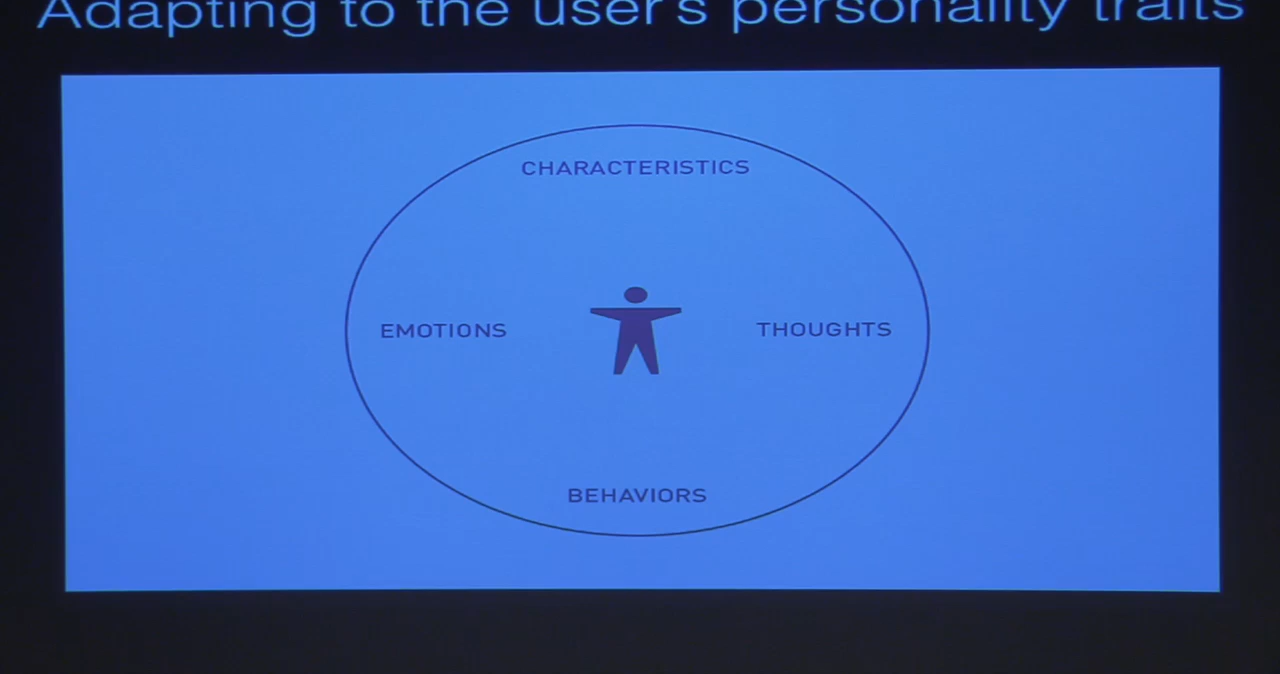 Adapting to the user's personality traits
CHARACTERISTICS
EMOTIONS
THOUGHTS
BEHAVIORS